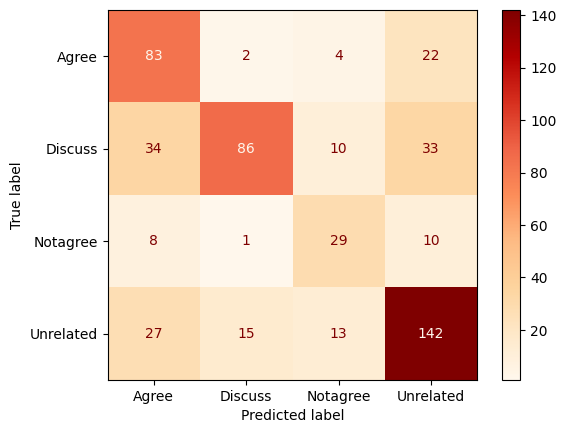 Agree 83 2 4 22
Discuss 34 86 10 33
Notagree 8 1 29 10
Unrelated 27 15 13 142
Agree Discuss Notagree Unrelated
Predicted label
True label
140
120
100
80
60
40
20